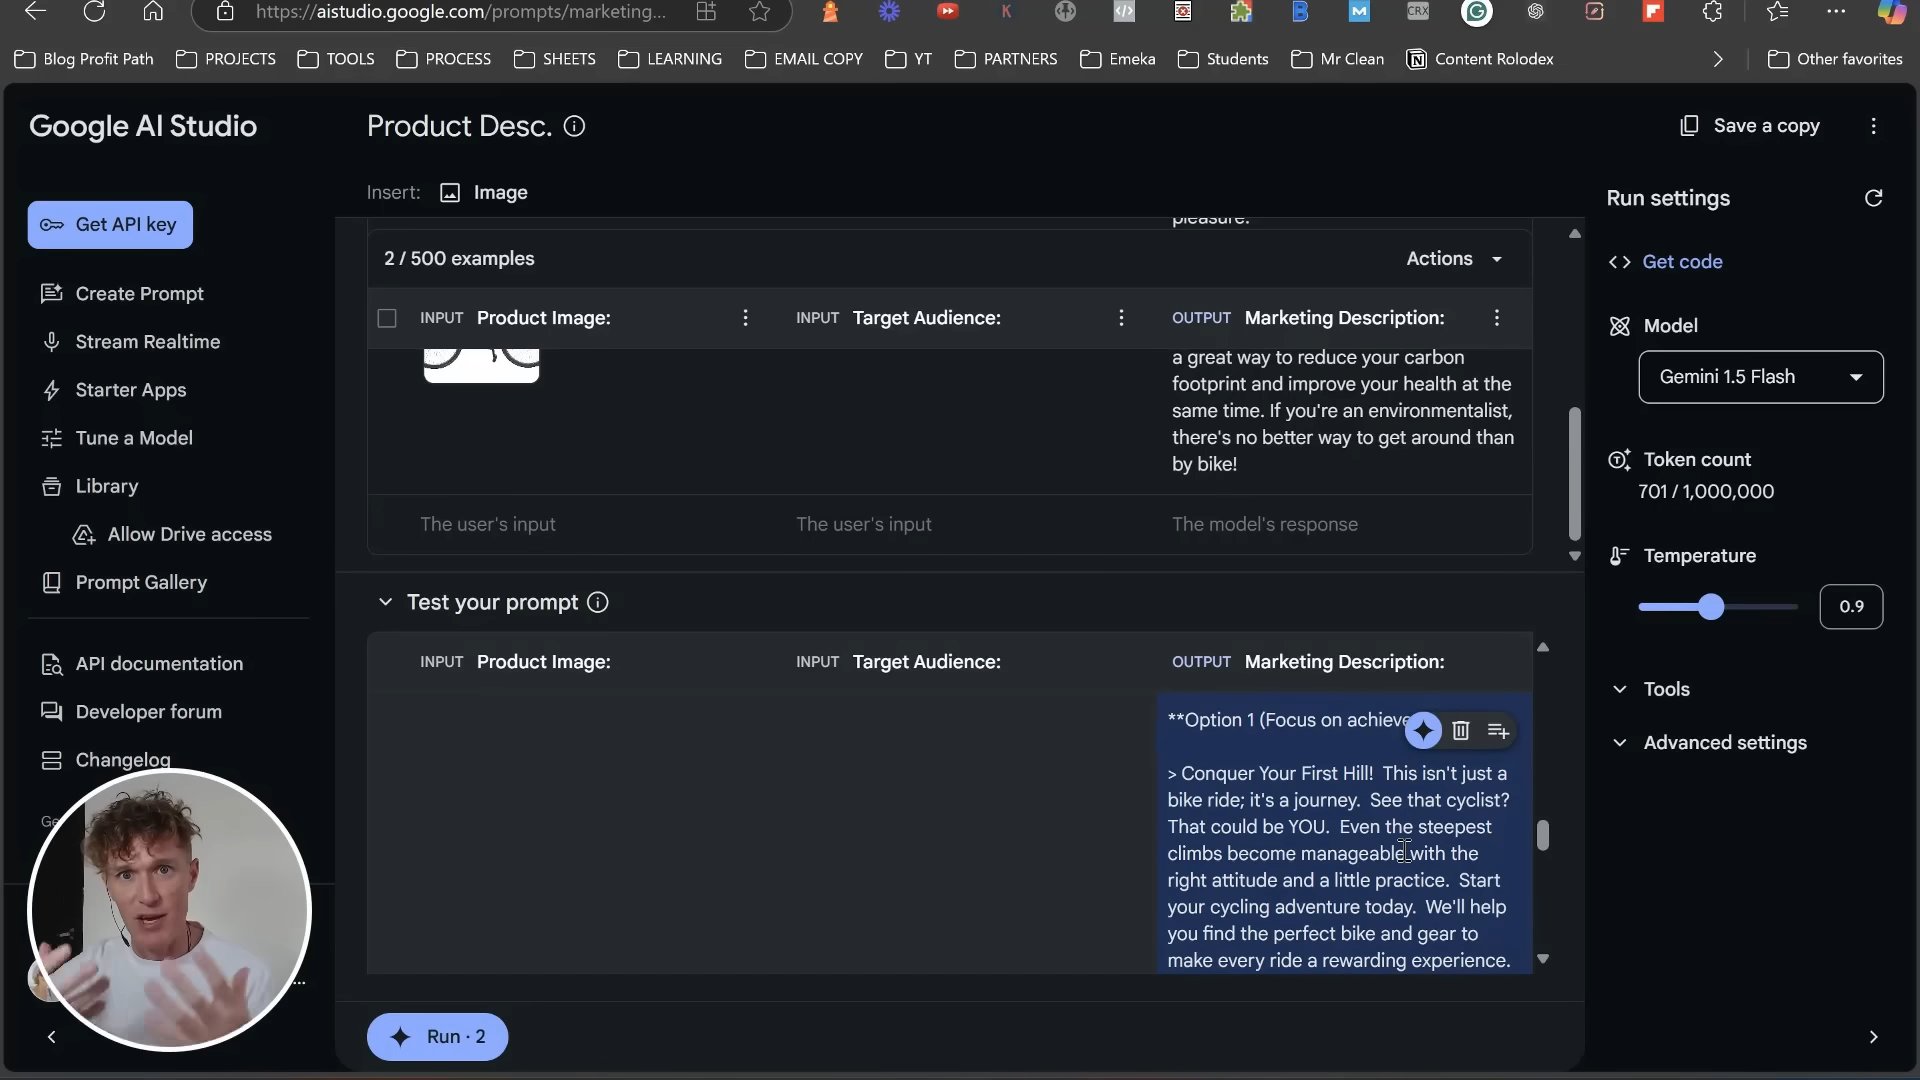 https://aistudio.google.com/prompts/marketing...
Blog Profit Path
PROJECTS
TOOLS
PROCESS
SHEETS
LEARNING
EMAIL COPY
YT
PARTNERS
Emeka
Students
Mr Clean
Content Rolodex
Other favorites
Google AI Studio
Product Desc.
Save a copy
Insert: Image
Get API key
Create Prompt
Stream Realtime
Starter Apps
Tune a Model
Library
Allow Drive access
Prompt Gallery
API documentation
Developer forum
Changelog
Ge
pleasure.
2 / 500 examples
Actions
INPUT Product Image:
INPUT Target Audience:
OUTPUT Marketing Description:
a great way to reduce your carbon
footprint and improve your health at the
same time. If you're an environmentalist,
there's no better way to get around than
by bike!
The user's input
The user's input
The model's response
Test your prompt
INPUT Product Image:
INPUT Target Audience:
OUTPUT Marketing Description:
**Option 1 (Focus on achieve
> Conquer Your First Hill! This isn't just a
bike ride; it's a journey. See that cyclist?
That could be YOU. Even the steepest
climbs become manageable with the
right attitude and a little practice. Start
your cycling adventure today. We'll help
you find the perfect bike and gear to
make every ride a rewarding experience.
Run · 2
Run settings
Get code
Model
Gemini 1.5 Flash
Token count
701 / 1,000,000
Temperature
0.9
Tools
Advanced settings